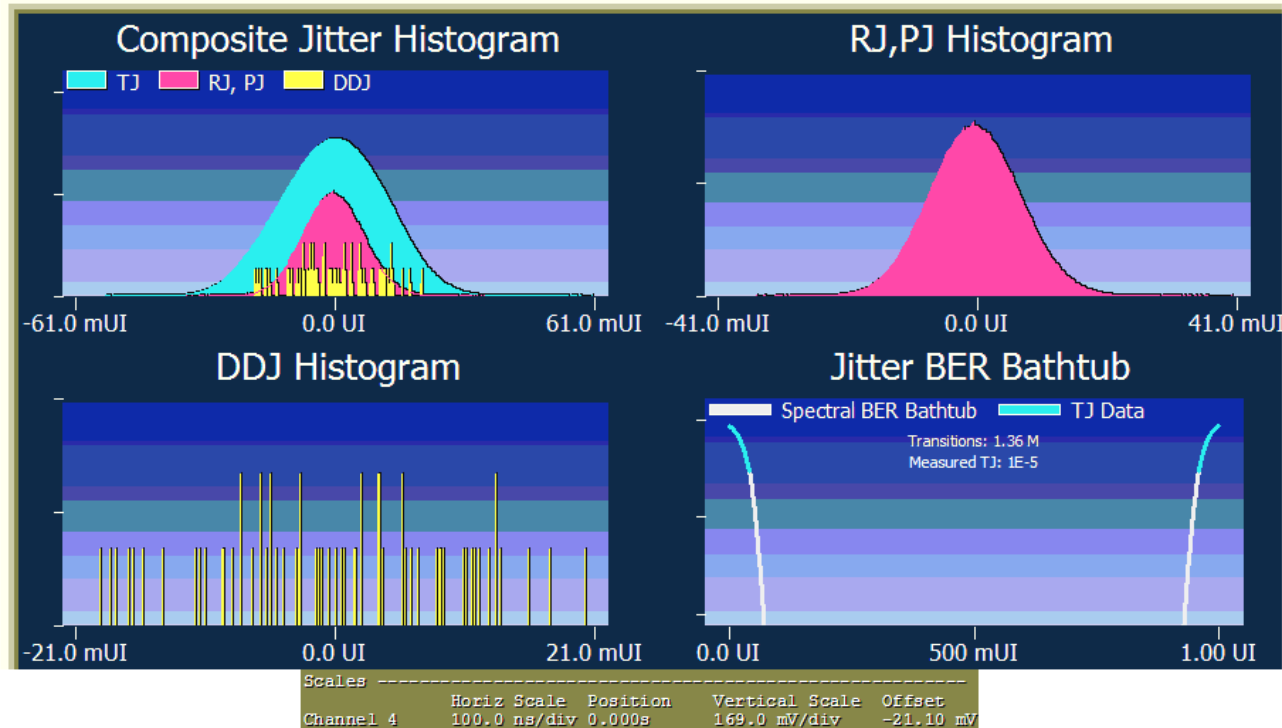 Composite Jitter Histogram
TJ RJ, PJ DDJ
-61.0 mUI 0.0 UI 61.0 mUI
RJ,PJ Histogram
-41.0 mUI 0.0 UI 41.0 mUI
DDJ Histogram
-21.0 mUI 0.0 UI 21.0 mUI
Jitter BER Bathtub
Spectral BER Bathtub TJ Data
Transitions: 1.36 M
Measured TJ: 1E-5
0.0 UI 500 mUI 1.00 UI
Scales --------------------------------------------------------
Horiz Scale Position Vertical Scale Offset
Channel 4 100.0 ns/div 0.000s 169.0 mV/div -21.10 mV